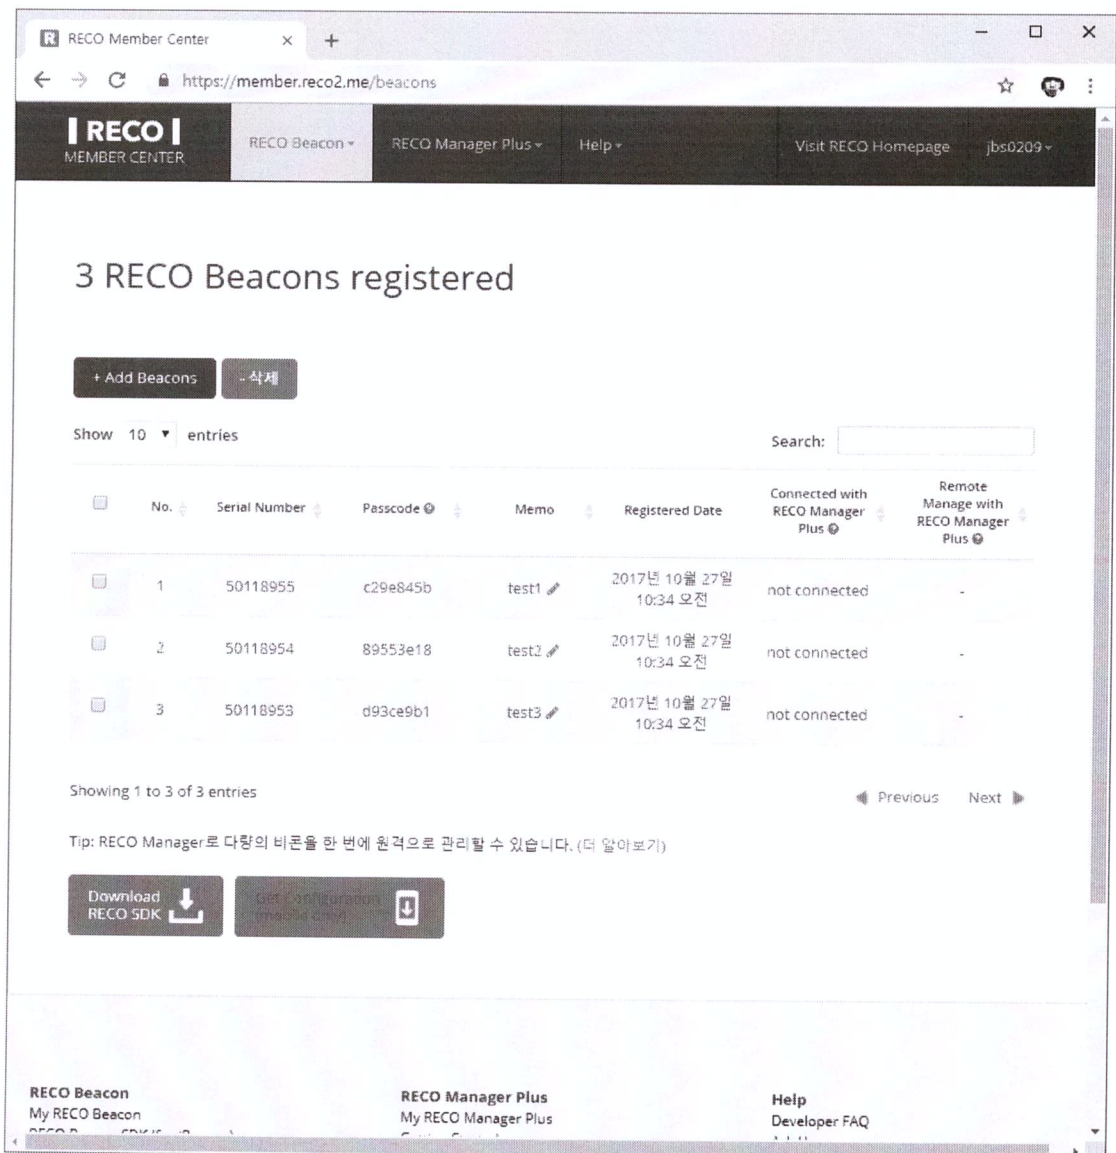 RECO Member Center
https://member.reco2.me/beacons
RECO
MEMBER CENTER
RECO Beacon
RECO Manager Plus
Help
Visit RECO Homepage
jbs0209
3 RECO Beacons registered
+ Add Beacons
- 삭제
Show 10 entries
Search:
No. Serial Number Passcode Memo Registered Date Connected with RECO Manager Plus Remote Manage with RECO Manager Plus
1 50118955 c29e845b test1 2017년 10월 27일 10:34 오전 not connected -
2 50118954 89553e18 test2 2017년 10월 27일 10:34 오전 not connected -
3 50118953 d93ce9b1 test3 2017년 10월 27일 10:34 오전 not connected -
Showing 1 to 3 of 3 entries
Previous Next
Tip: RECO Manager로 다량의 비콘을 한 번에 원격으로 관리할 수 있습니다. (더 알아보기)
Download
RECO SDK
Get Configuration
(mobile only)
RECO Beacon
My RECO Beacon
RECO Manager Plus
My RECO Manager Plus
Help
Developer FAQ